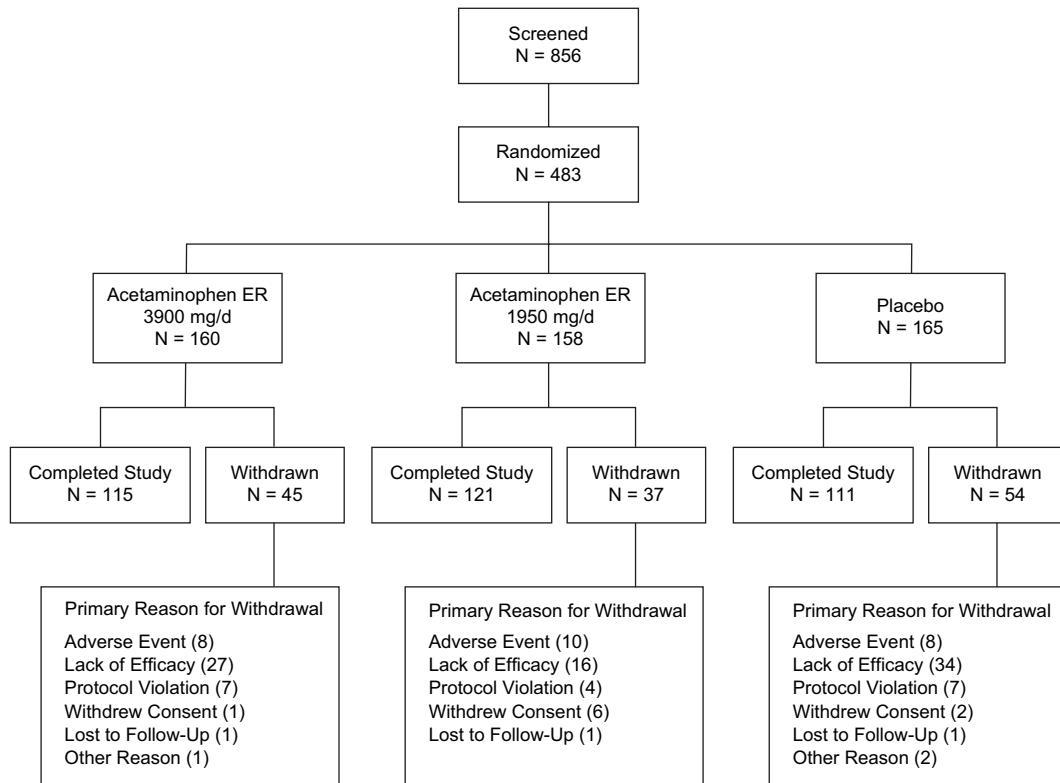 Screened
N = 856
Randomized
N = 483
Acetaminophen ER
3900 mg/d
N = 160
Acetaminophen ER
1950 mg/d
N = 158
Placebo
N = 165
Completed Study
N = 115
Withdrawn
N = 45
Completed Study
N = 121
Withdrawn
N = 37
Completed Study
N = 111
Withdrawn
N = 54
Primary Reason for Withdrawal
Adverse Event (8)
Lack of Efficacy (27)
Protocol Violation (7)
Withdrew Consent (1)
Lost to Follow-Up (1)
Other Reason (1)
Primary Reason for Withdrawal
Adverse Event (10)
Lack of Efficacy (16)
Protocol Violation (4)
Withdrew Consent (6)
Lost to Follow-Up (1)
Primary Reason for Withdrawal
Adverse Event (8)
Lack of Efficacy (34)
Protocol Violation (7)
Withdrew Consent (2)
Lost to Follow-Up (1)
Other Reason (2)